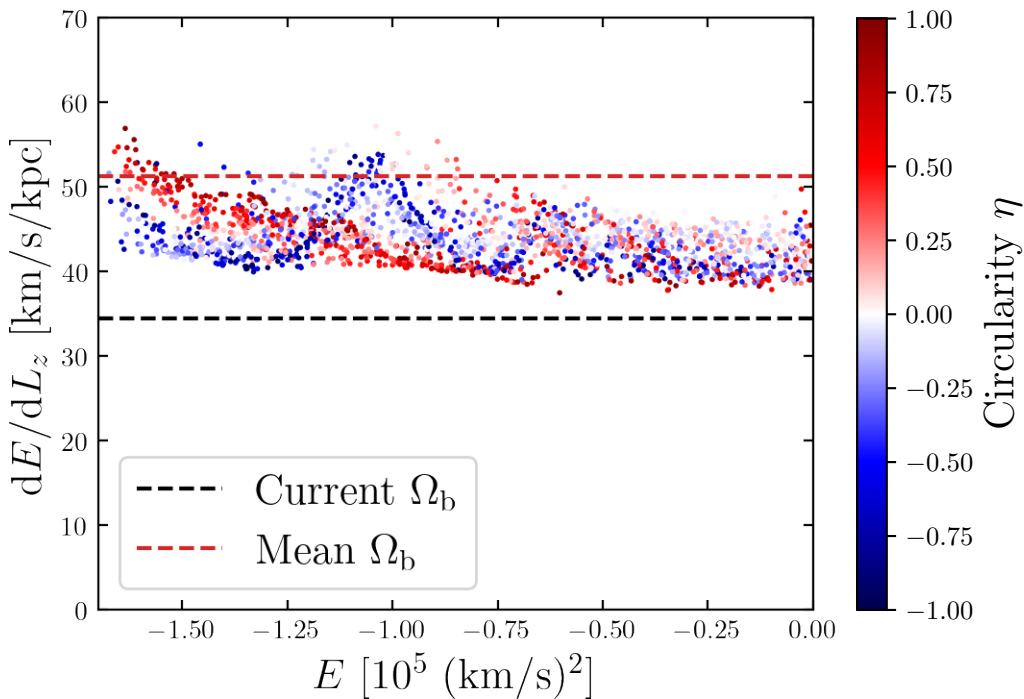 70
60
50
40
30
20
10
0
dE/dL_z [km/s/kpc]
Current Ω_b
Mean Ω_b
−1.50 −1.25 −1.00 −0.75 −0.50 −0.25 0.00
E [10⁵ (km/s)²]
1.00
0.75
0.50
0.25
0.00
−0.25
−0.50
−0.75
−1.00
Circularity η